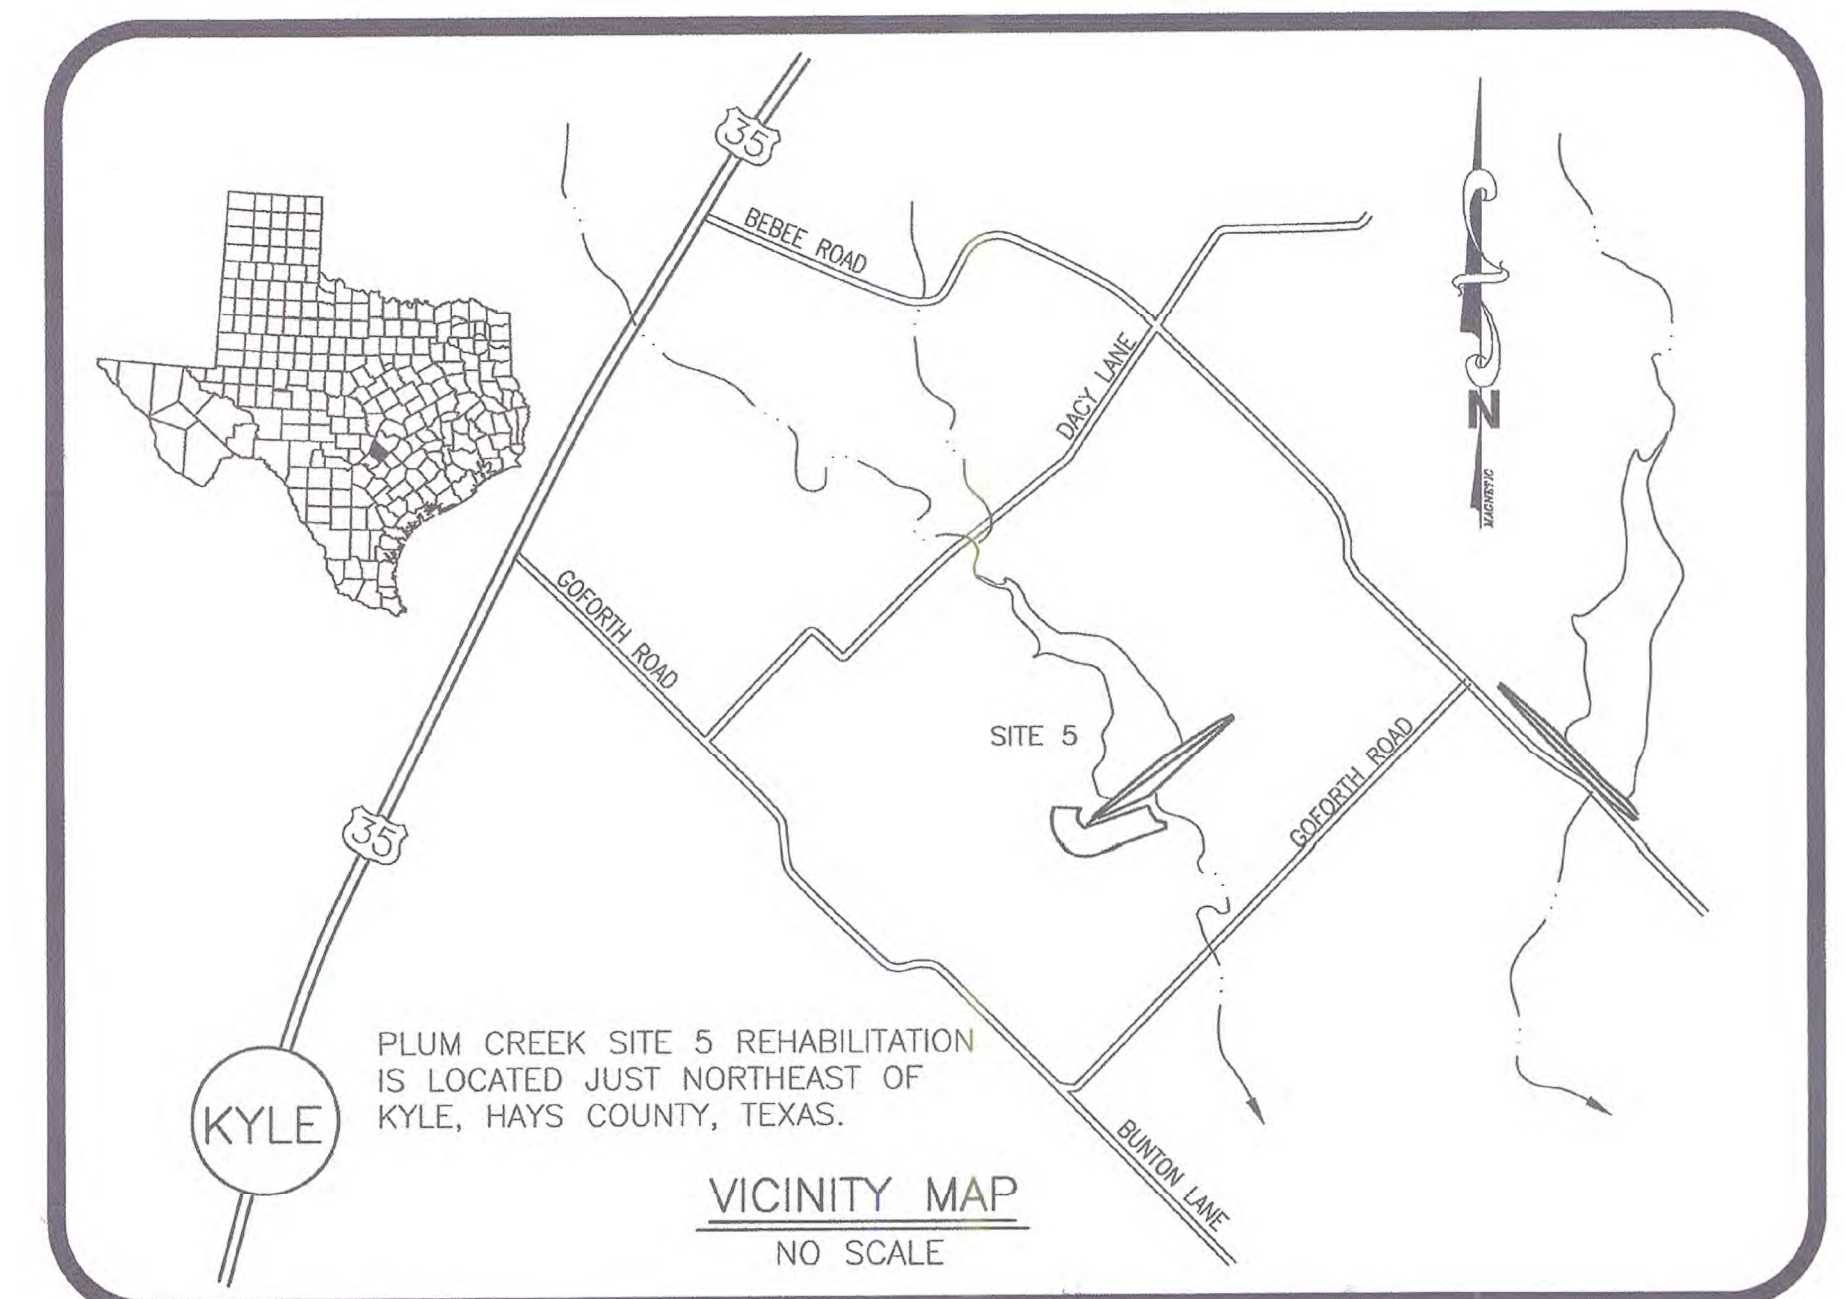 35
BEBEE ROAD
DACY LANE
N
MAGNETIC
GOFORTH ROAD
SITE 5
GOFORTH ROAD
35
PLUM CREEK SITE 5 REHABILITATION
IS LOCATED JUST NORTHEAST OF
KYLE, HAYS COUNTY, TEXAS.
KYLE
BUNTON LANE
VICINITY MAP
NO SCALE